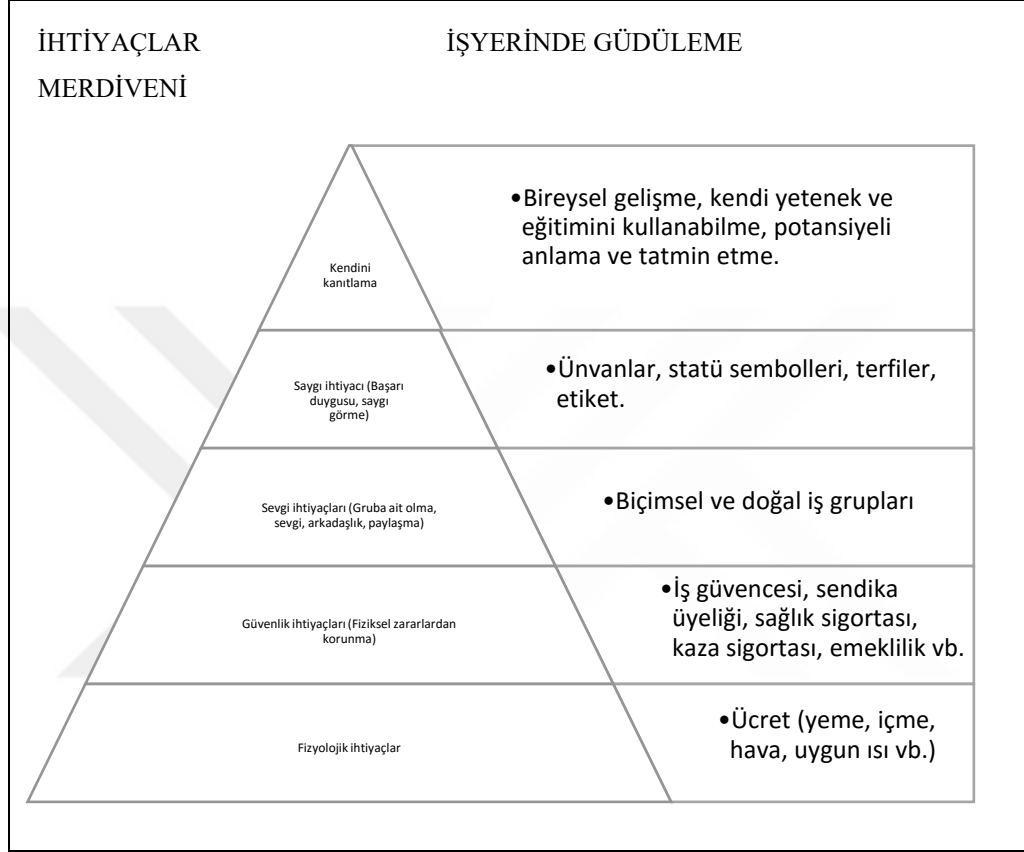 İHTİYAÇLAR
MERDİVENİ
İŞYERİNDE GÜDÜLEME
Kendini
kanıtlama
•Bireysel gelişme, kendi yetenek ve
eğitimini kullanabilme, potansiyeli
anlama ve tatmin etme.
Saygı ihtiyacı (Başarı
duygusu, saygı
görme)
•Ünvanlar, statü sembolleri, terfiler,
etiket.
Sevgi ihtiyaçları (Gruba ait olma,
sevgi, arkadaşlık, paylaşma)
•Biçimsel ve doğal iş grupları
Güvenlik ihtiyaçları (Fiziksel zararlardan
korunma)
•İş güvencesi, sendika
üyeliği, sağlık sigortası,
kaza sigortası, emeklilik vb.
Fizyolojik ihtiyaçlar
•Ücret (yeme, içme,
hava, uygun ısı vb.)